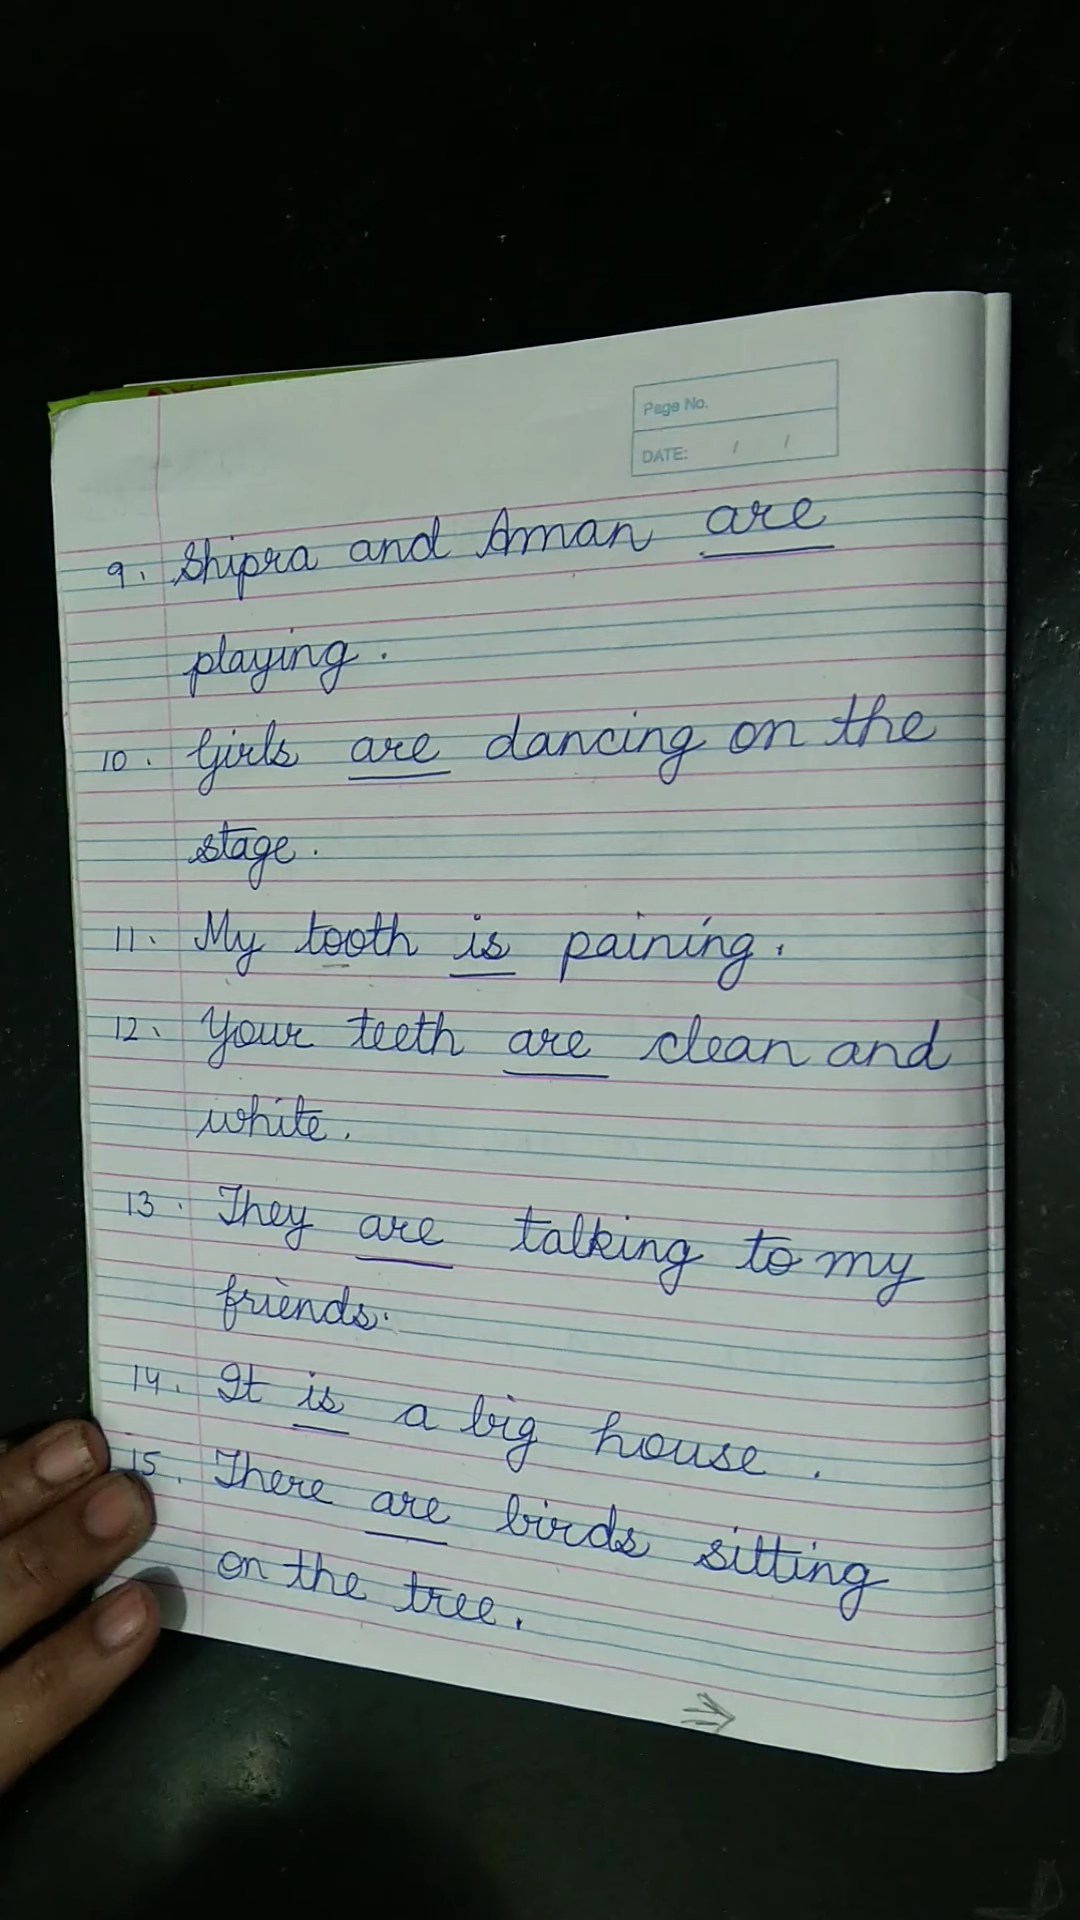 Page No.
DATE: / /
9. Shipra and Aman are
playing.
10. Girls are dancing on the
stage.
11. My tooth is paining.
12. Your teeth are clean and
white.
13. They are talking to my
friends.
14. It is a big house.
15. There are birds sitting
on the tree.